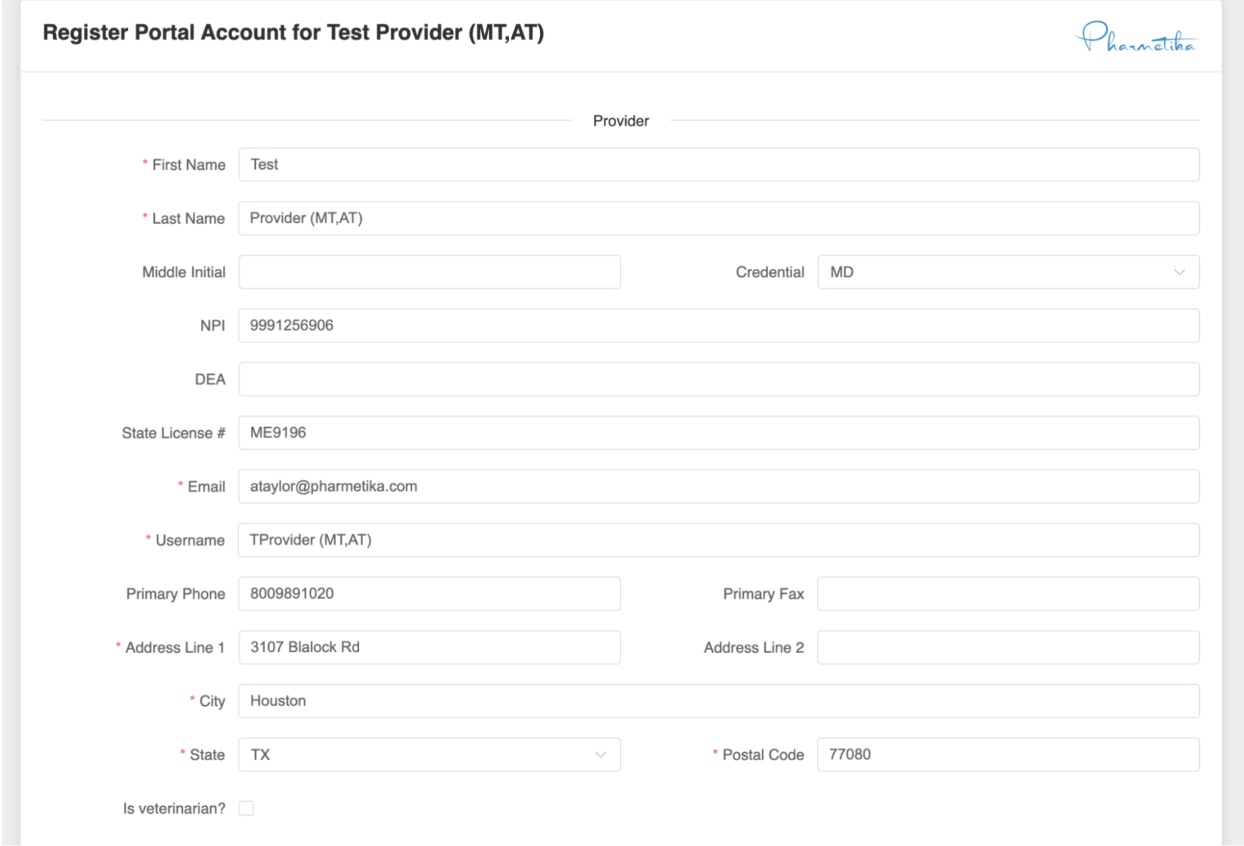 Register Portal Account for Test Provider (MT,AT)
Pharmetika
Provider
* First Name Test
* Last Name Provider (MT,AT)
Middle Initial Credential MD
NPI 9991256906
DEA
State License # ME9196
* Email ataylor@pharmetika.com
* Username TProvider (MT,AT)
Primary Phone 8009891020 Primary Fax
* Address Line 1 3107 Blalock Rd Address Line 2
* City Houston
* State TX * Postal Code 77080
Is veterinarian?